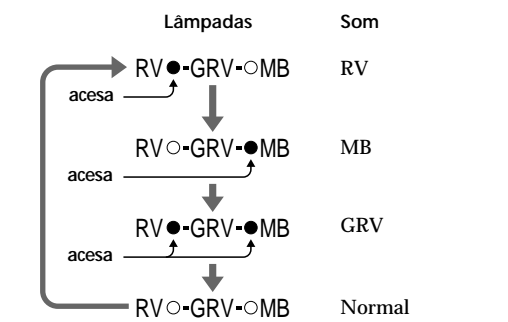 Lâmpadas Som
RV●-GRV-○MB RV
acesa
RV○-GRV-●MB MB
acesa
RV●-GRV-●MB GRV
acesa
RV○-GRV-○MB Normal